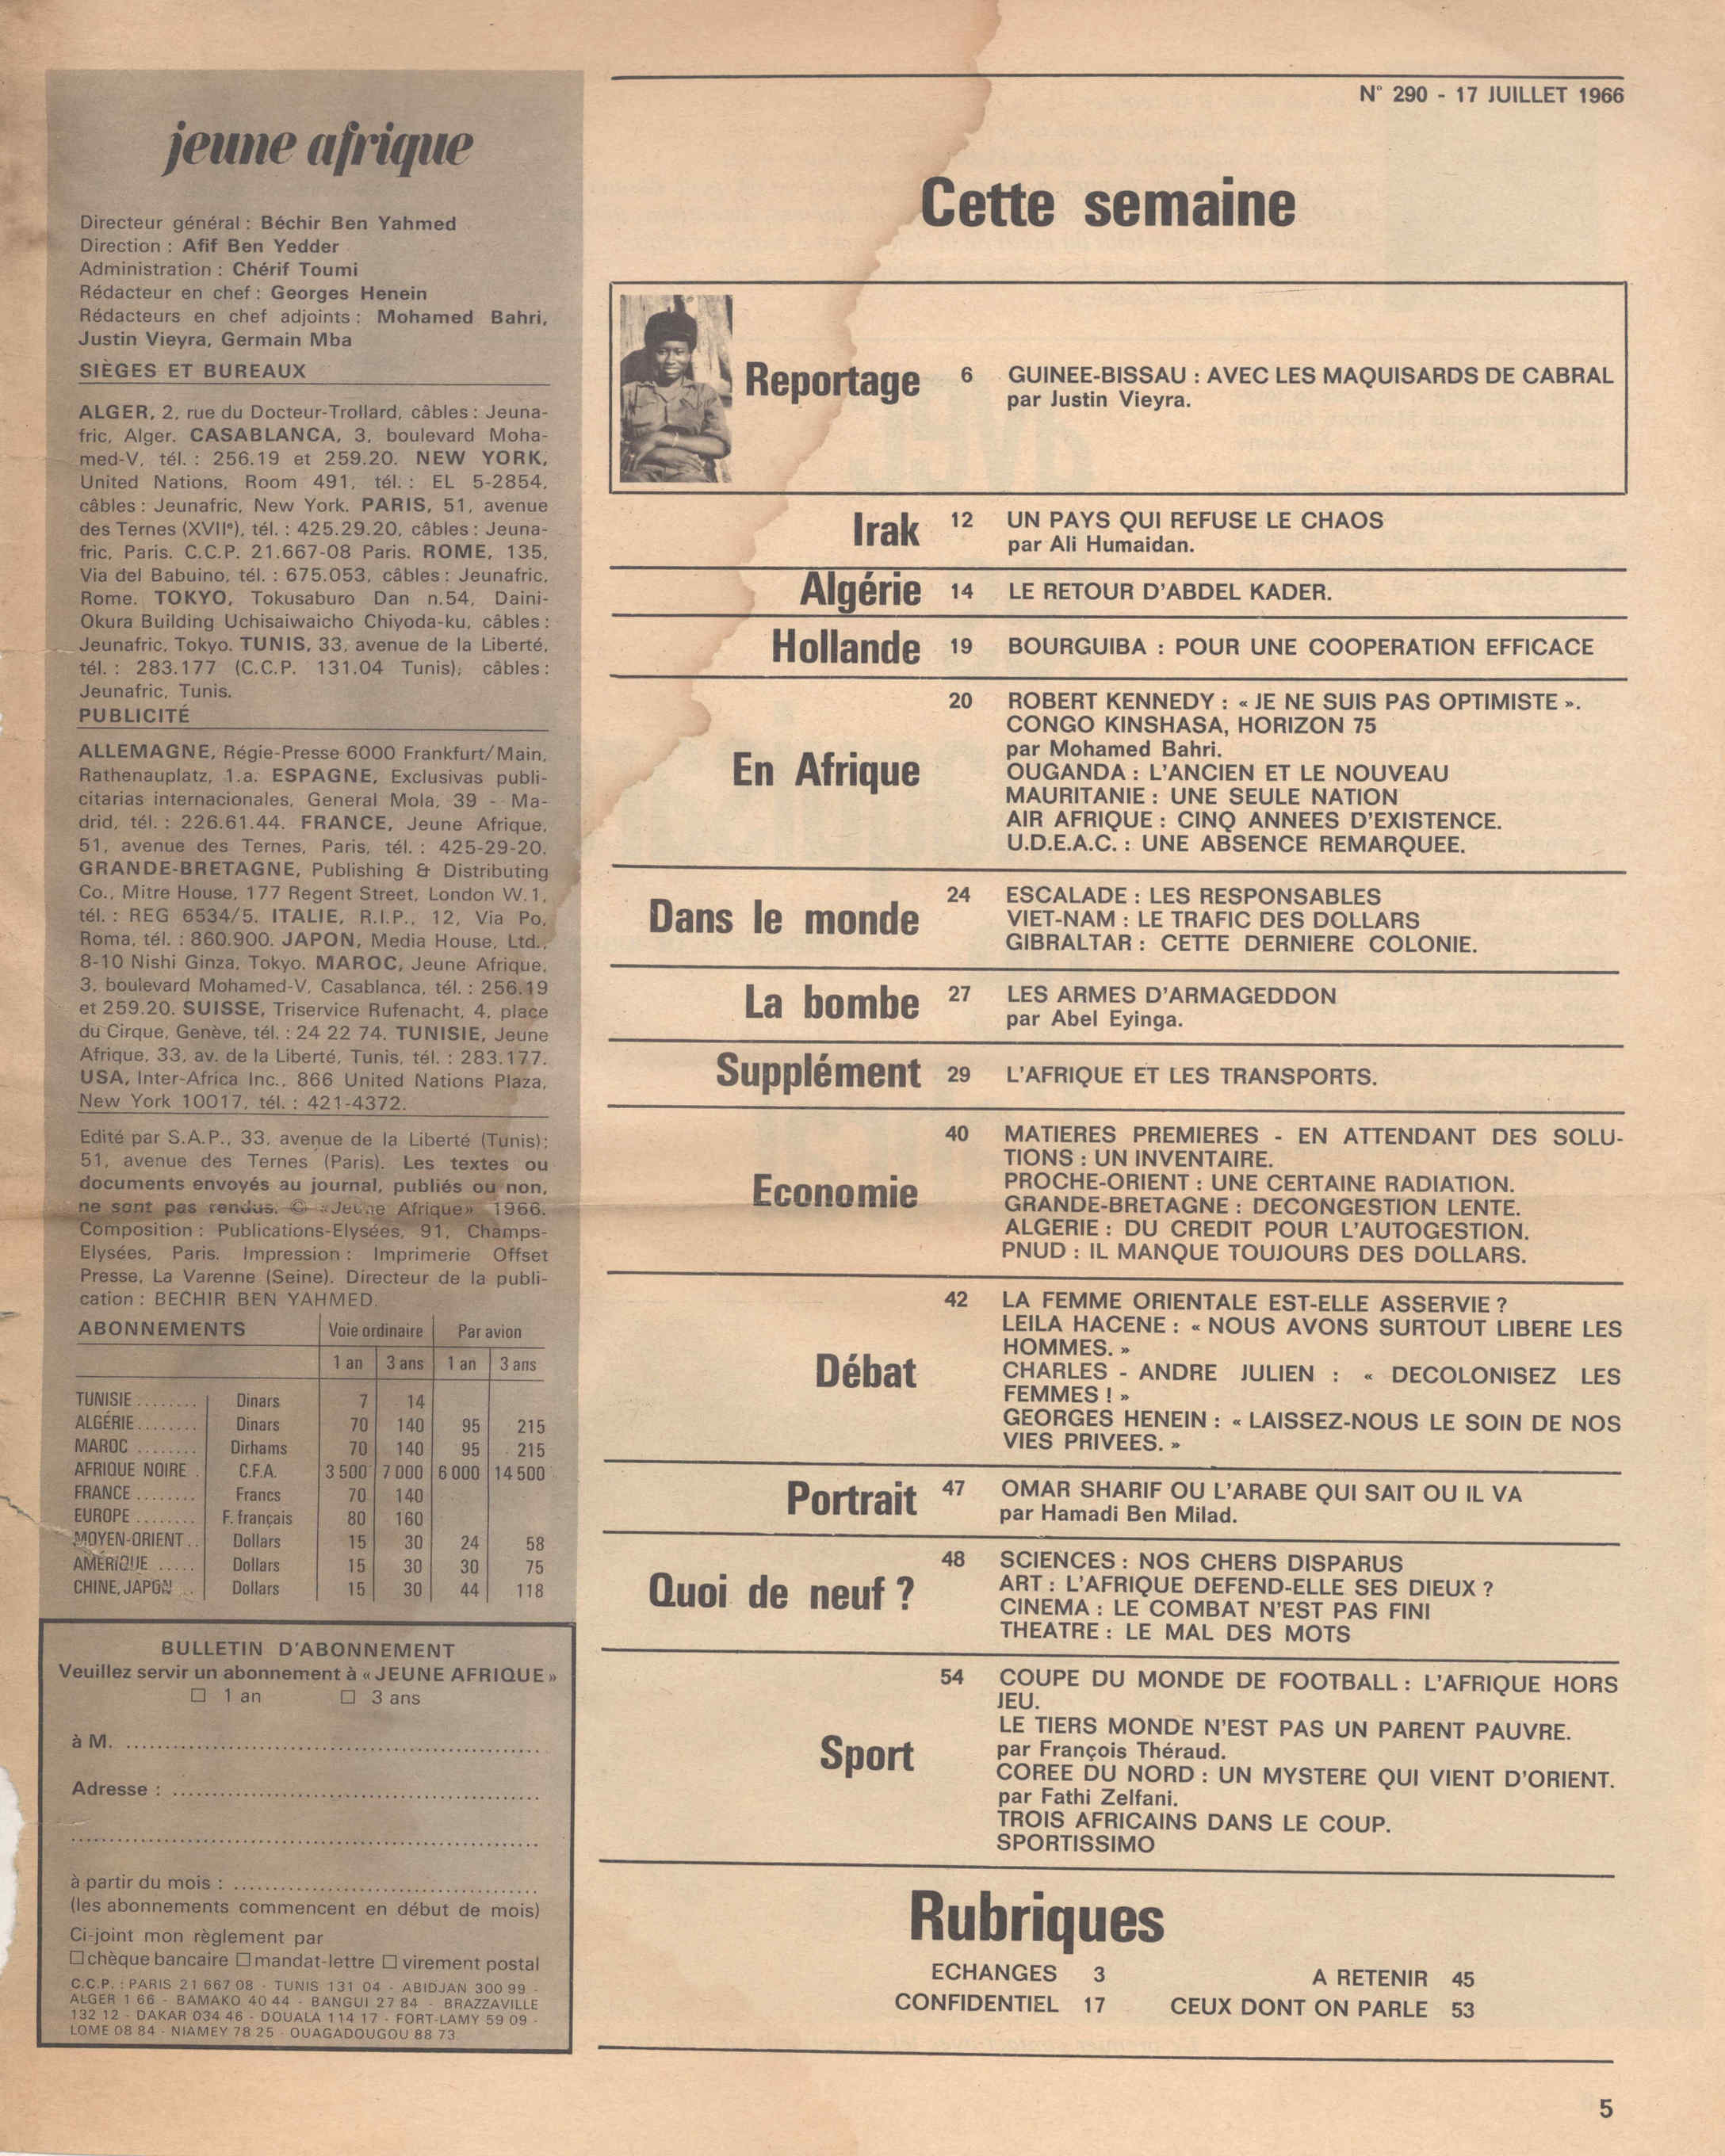 jeune afrique
Directeur général : Béchir Ben Yahmed
Direction : Afif Ben Yedder
Administration : Chérif Toumi
Rédacteur en chef : Georges Henein
Rédacteurs en chef adjoints : Mohamed Bahri,
Justin Vieyra, Germain Mba
SIÈGES ET BUREAUX
ALGER, 2, rue du Docteur-Trollard, câbles : Jeuna-
fric, Alger. CASABLANCA, 3, boulevard Moha-
med-V, tél. : 256.19 et 259.20. NEW YORK,
United Nations, Room 491, tél. : EL 5-2854,
câbles : Jeunafric, New York. PARIS, 51, avenue
des Ternes (XVIIᵉ), tél. : 425.29.20, câbles : Jeuna-
fric, Paris. C.C.P. 21.667-08 Paris. ROME, 135,
Via del Babuino, tél. : 675.053, câbles : Jeunafric,
Rome. TOKYO, Tokusaburo Dan n.54, Daini-
Okura Building Uchisaiwaicho Chiyoda-ku, câbles :
Jeunafric, Tokyo. TUNIS, 33, avenue de la Liberté,
tél. : 283.177 (C.C.P. 131.04 Tunis); câbles :
Jeunafric, Tunis.
PUBLICITÉ
ALLEMAGNE, Régie-Presse 6000 Frankfurt/Main,
Rathenauplatz, 1.a. ESPAGNE, Exclusivas publi-
citarias internacionales, General Mola, 39 - Ma-
drid, tél. : 226.61.44. FRANCE, Jeune Afrique,
51, avenue des Ternes, Paris, tél. : 425-29-20.
GRANDE-BRETAGNE, Publishing & Distributing
Co., Mitre House, 177 Regent Street, London W.1,
tél. : REG 6534/5. ITALIE, R.I.P., 12, Via Po,
Roma, tél. : 860.900. JAPON, Media House, Ltd.,
8-10 Nishi Ginza, Tokyo. MAROC, Jeune Afrique,
3, boulevard Mohamed-V, Casablanca, tél. : 256.19
et 259.20. SUISSE, Triservice Rufenacht, 4, place
du Cirque, Genève, tél. : 24 22 74. TUNISIE, Jeune
Afrique, 33, av. de la Liberté, Tunis, tél. : 283.177.
USA, Inter-Africa Inc., 866 United Nations Plaza,
New York 10017, tél. : 421-4372.
Edité par S.A.P., 33, avenue de la Liberté (Tunis);
51, avenue des Ternes (Paris). Les textes ou
documents envoyés au journal, publiés ou non,
ne sont pas rendus. © «Jeune Afrique» 1966.
Composition : Publications-Elysées, 91, Champs-
Elysées, Paris. Impression : Imprimerie Offset
Presse, La Varenne (Seine). Directeur de la publi-
cation : BECHIR BEN YAHMED.
ABONNEMENTS Voie ordinaire Par avion
1 an 3 ans 1 an 3 ans
TUNISIE ........ Dinars 7 14
ALGÉRIE ........ Dinars 70 140 95 215
MAROC ........ Dirhams 70 140 95 215
AFRIQUE NOIRE . C.F.A. 3 500 7 000 6 000 14 500
FRANCE ........ Francs 70 140
EUROPE ........ F. français 80 160
MOYEN-ORIENT .. Dollars 15 30 24 58
AMÉRIQUE ..... Dollars 15 30 30 75
CHINE, JAPON .. Dollars 15 30 44 118
BULLETIN D'ABONNEMENT
Veuillez servir un abonnement à « JEUNE AFRIQUE »
☐ 1 an ☐ 3 ans
à M. ........................................
Adresse : ........................................
........................................
à partir du mois : ........................................
(les abonnements commencent en début de mois)
Ci-joint mon règlement par
☐ chèque bancaire ☐ mandat-lettre ☐ virement postal
C.C.P. : PARIS 21 667 08 - TUNIS 131 04 - ABIDJAN 300 99 -
ALGER 1 66 - BAMAKO 40 44 - BANGUI 27 84 - BRAZZAVILLE
132 12 - DAKAR 034 46 - DOUALA 114 17 - FORT-LAMY 59 09 -
LOME 08 84 - NIAMEY 78 25 - OUAGADOUGOU 88 73
N° 290 - 17 JUILLET 1966
Cette semaine
Reportage 6 GUINEE-BISSAU : AVEC LES MAQUISARDS DE CABRAL
par Justin Vieyra.
Irak 12 UN PAYS QUI REFUSE LE CHAOS
par Ali Humaidan.
Algérie 14 LE RETOUR D'ABDEL KADER.
Hollande 19 BOURGUIBA : POUR UNE COOPERATION EFFICACE
En Afrique 20 ROBERT KENNEDY : « JE NE SUIS PAS OPTIMISTE ».
CONGO KINSHASA, HORIZON 75
par Mohamed Bahri.
OUGANDA : L'ANCIEN ET LE NOUVEAU
MAURITANIE : UNE SEULE NATION
AIR AFRIQUE : CINQ ANNEES D'EXISTENCE.
U.D.E.A.C. : UNE ABSENCE REMARQUEE.
Dans le monde 24 ESCALADE : LES RESPONSABLES
VIET-NAM : LE TRAFIC DES DOLLARS
GIBRALTAR : CETTE DERNIERE COLONIE.
La bombe 27 LES ARMES D'ARMAGEDDON
par Abel Eyinga.
Supplément 29 L'AFRIQUE ET LES TRANSPORTS.
Economie 40 MATIERES PREMIERES - EN ATTENDANT DES SOLU-
TIONS : UN INVENTAIRE.
PROCHE-ORIENT : UNE CERTAINE RADIATION.
GRANDE-BRETAGNE : DECONGESTION LENTE.
ALGERIE : DU CREDIT POUR L'AUTOGESTION.
PNUD : IL MANQUE TOUJOURS DES DOLLARS.
Débat 42 LA FEMME ORIENTALE EST-ELLE ASSERVIE ?
LEILA HACENE : « NOUS AVONS SURTOUT LIBERE LES
HOMMES. »
CHARLES - ANDRE JULIEN : « DECOLONISEZ LES
FEMMES ! »
GEORGES HENEIN : « LAISSEZ-NOUS LE SOIN DE NOS
VIES PRIVEES. »
Portrait 47 OMAR SHARIF OU L'ARABE QUI SAIT OU IL VA
par Hamadi Ben Milad.
Quoi de neuf ? 48 SCIENCES : NOS CHERS DISPARUS
ART : L'AFRIQUE DEFEND-ELLE SES DIEUX ?
CINEMA : LE COMBAT N'EST PAS FINI
THEATRE : LE MAL DES MOTS
Sport 54 COUPE DU MONDE DE FOOTBALL : L'AFRIQUE HORS
JEU.
LE TIERS MONDE N'EST PAS UN PARENT PAUVRE.
par François Théraud.
COREE DU NORD : UN MYSTERE QUI VIENT D'ORIENT.
par Fathi Zelfani.
TROIS AFRICAINS DANS LE COUP.
SPORTISSIMO
Rubriques
ECHANGES 3 A RETENIR 45
CONFIDENTIEL 17 CEUX DONT ON PARLE 53
5